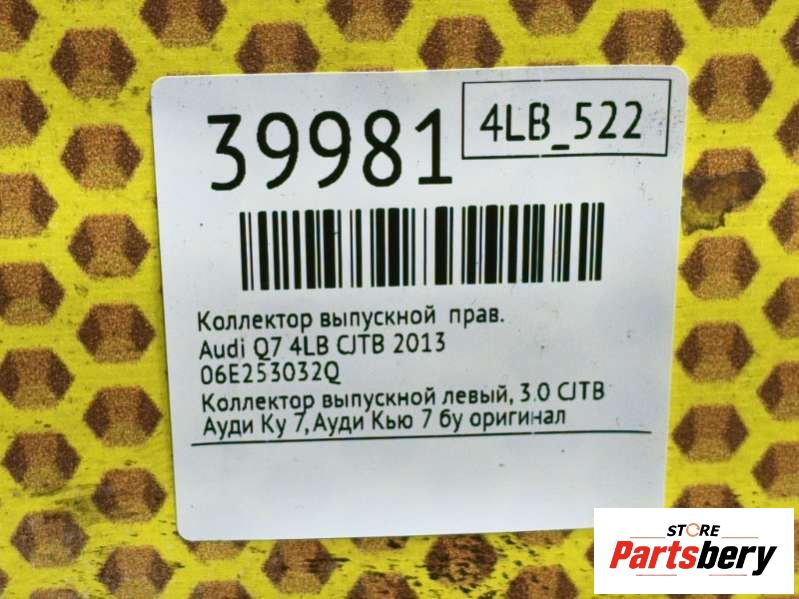 39981
4LB_522
Коллектор выпускной прав.
Audi Q7 4LB CJTB 2013
06E253032Q
Коллектор выпускной левый, 3.0 CJTB
Ауди Ку 7, Ауди Кью 7 бу оригинал
STORE
Partsbery